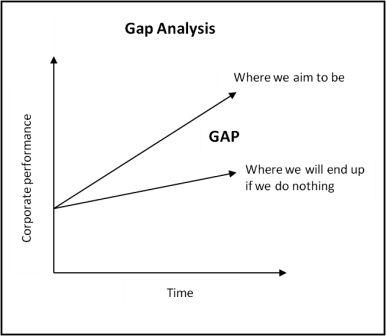 Gap Analysis
Where we aim to be
GAP
Where we will end up
if we do nothing
Corporate performance
Time